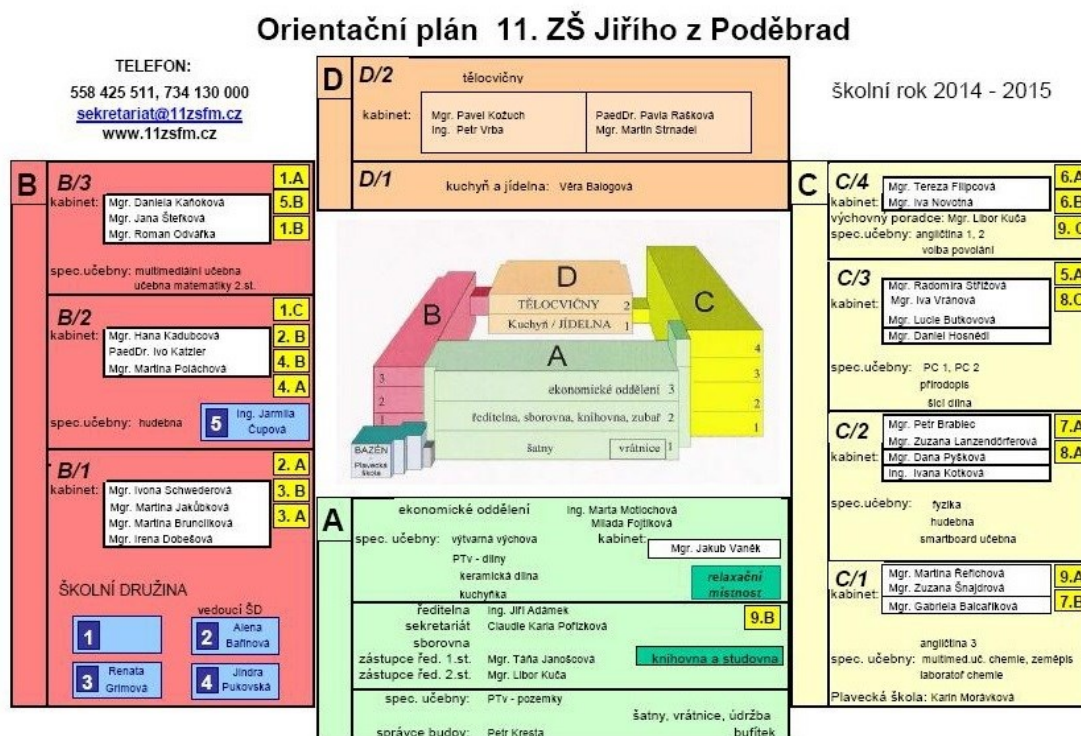 Orientační plán 11. ZŠ Jiřího z Poděbrad
TELEFON:
558 425 511, 734 130 000
sekretariat@11zsfm.cz
www.11zsfm.cz
školní rok 2014 - 2015
D
D/2
tělocvičny
kabinet:
Mgr. Pavel Kožuch
Ing. Petr Vrba
PaedDr. Pavla Rašková
Mgr. Martin Strnadel
D/1
kuchyň a jídelna: Věra Balogová
B
B/3
kabinet:
Mgr. Daniela Kaňoková
Mgr. Jana Štefková
Mgr. Roman Odvářka
1.A
5.B
1.B
spec.učebny: multimediální učebna
učebna matematiky 2.st.
B/2
kabinet:
Mgr. Hana Kadubcová
PaedDr. Ivo Katzler
Mgr. Martina Poláchová
1.C
2. B
4. B
4. A
spec.učebny: hudebna
5
Ing. Jarmila
Čupová
B/1
kabinet:
Mgr. Ivona Schwederová
Mgr. Martina Jakůbková
Mgr. Martina Brunclíková
Mgr. Irena Dobešová
2. A
3. B
3. A
ŠKOLNÍ DRUŽINA
vedoucí ŠD
1
2
Alena
Bařinová
3
Renata
Grimová
4
Jindra
Pukovská
D
TĚLOCVIČNY 2
Kuchyň / JÍDELNA 1
B
3
2
1
C
4
3
2
1
A
ekonomické oddělení 3
ředitelna, sborovna, knihovna, zubař 2
šatny
vrátnice 1
BAZÉN
-
Plavecká
škola
A
ekonomické oddělení
Ing. Marta Motlochová
Milada Fojtíková
spec. učebny: výtvarná výchova
PTv - dílny
keramická dílna
kuchyňka
kabinet:
Mgr. Jakub Vaněk
relaxační
místnost
ředitelna Ing. Jiří Adámek
sekretariát Claudie Karla Pořízková
sborovna
zástupce řed. 1.st. Mgr. Táňa Janošcová
zástupce řed. 2.st. Mgr. Libor Kuča
9.B
knihovna a studovna
spec. učebny: PTv - pozemky
šatny, vrátnice, údržba
správce budov: Petr Kresta
bufítek
C
C/4
kabinet:
Mgr. Tereza Filipcová
Mgr. Iva Novotná
6.A
6.B
9. C
výchovný poradce: Mgr. Libor Kuča
spec.učebny: angličtina 1, 2
volba povolání
C/3
kabinet:
Mgr. Radomíra Střížová
Mgr. Iva Vránová
Mgr. Lucie Butkovová
Mgr. Daniel Hosnédl
5.A
8.C
spec.učebny: PC 1, PC 2
přírodopis
šicí dílna
C/2
kabinet:
Mgr. Petr Brablec
Mgr. Zuzana Lanzendörferová
Mgr. Dana Pyšková
Ing. Ivana Kotková
7.A
8.A
spec.učebny: fyzika
hudebna
smartboard učebna
C/1
kabinet:
Mgr. Martina Řeřichová
Mgr. Zuzana Šnajdrová
Mgr. Gabriela Balcaříková
9.A
7.B
angličtina 3
spec. učebny: multimed.uč. chemie, zeměpis
laboratoř chemie
Plavecká škola: Karin Morávková